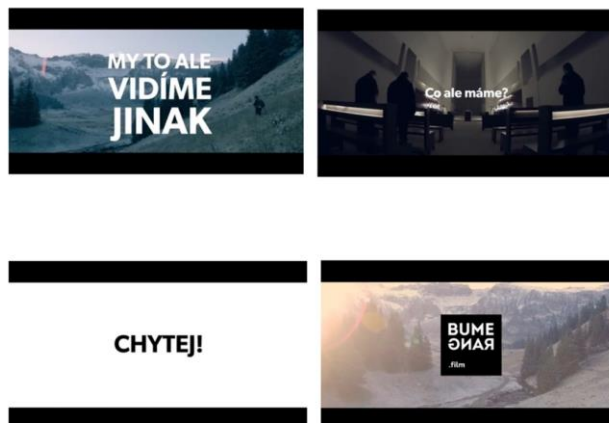 MY TO ALE
VIDÍME
JINAK
Co ale máme?
CHYTEJ!
BUME
RANG
.film